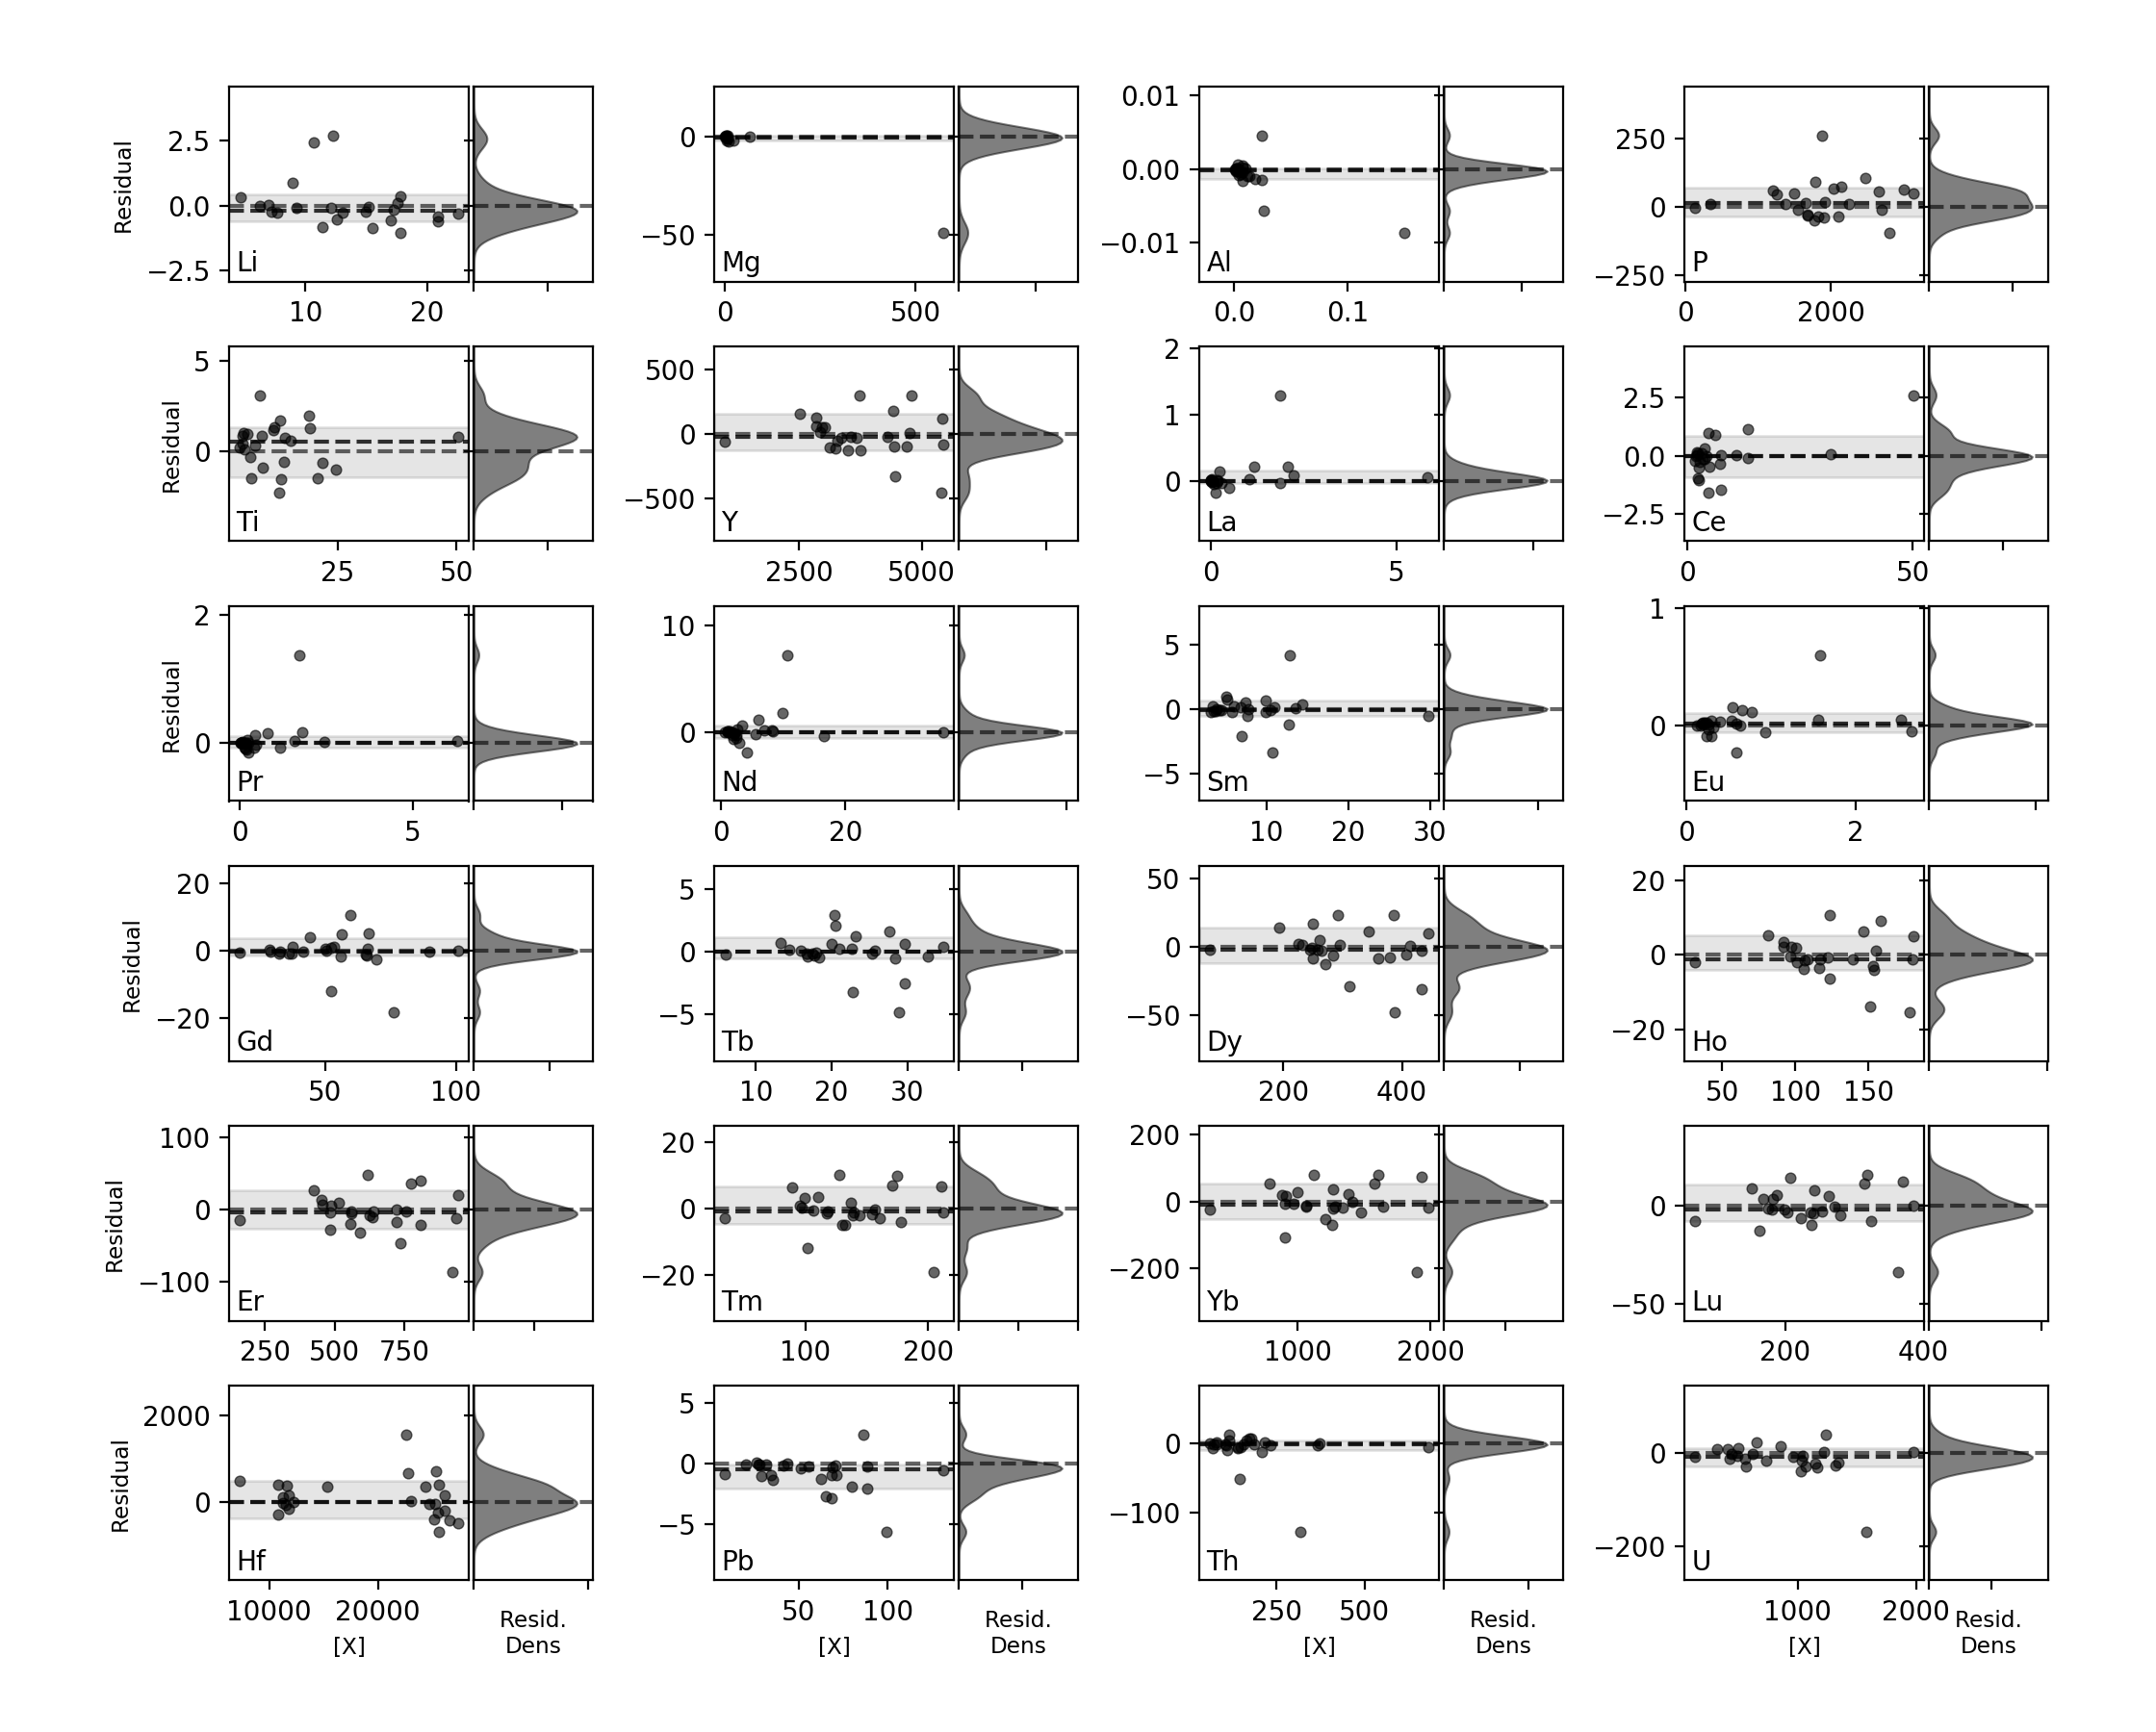 Residual
2.5
0.0
−2.5
Li
10
20
0
−50
Mg
0
500
0.01
0.00
−0.01
Al
0.0
0.1
250
0
−250
P
0
2000
Residual
5
0
Ti
25
50
500
0
−500
Y
2500
5000
2
1
0
La
0
5
2.5
0.0
−2.5
Ce
0
50
Residual
2
0
Pr
0
5
10
0
Nd
0
20
5
0
−5
Sm
10
20
30
1
0
Eu
0
2
Residual
20
0
−20
Gd
50
100
5
0
−5
Tb
10
20
30
50
0
−50
Dy
200
400
20
0
−20
Ho
50
100
150
Residual
100
0
−100
Er
250
500
750
20
0
−20
Tm
100
200
200
0
−200
Yb
1000
2000
0
−50
Lu
200
400
Residual
2000
0
Hf
10000
20000
[X]
Resid.
Dens
5
0
−5
Pb
50
100
[X]
Resid.
Dens
0
−100
Th
250
500
[X]
Resid.
Dens
0
−200
U
1000
2000
[X]
Resid.
Dens